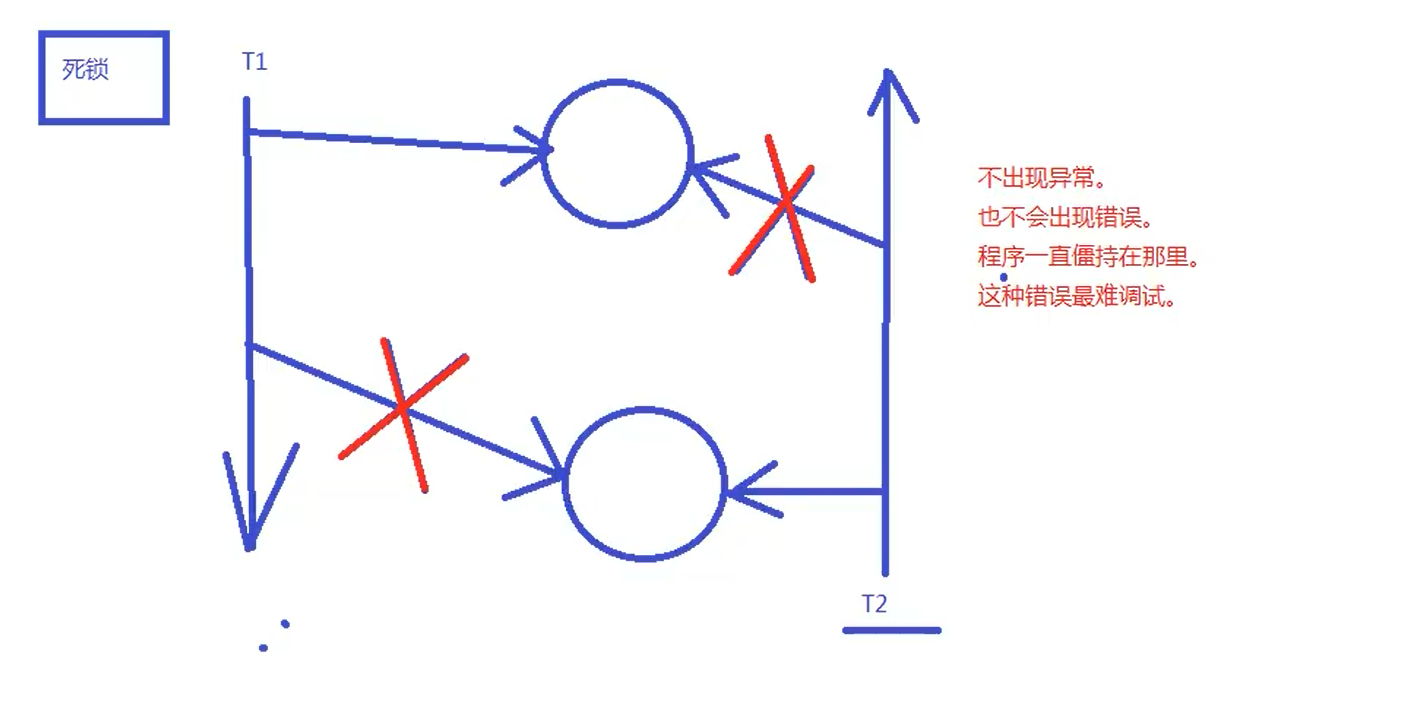 死锁
T1
不出现异常。
也不会出现错误。
程序一直僵持在那里。
这种错误最难调试。
T2